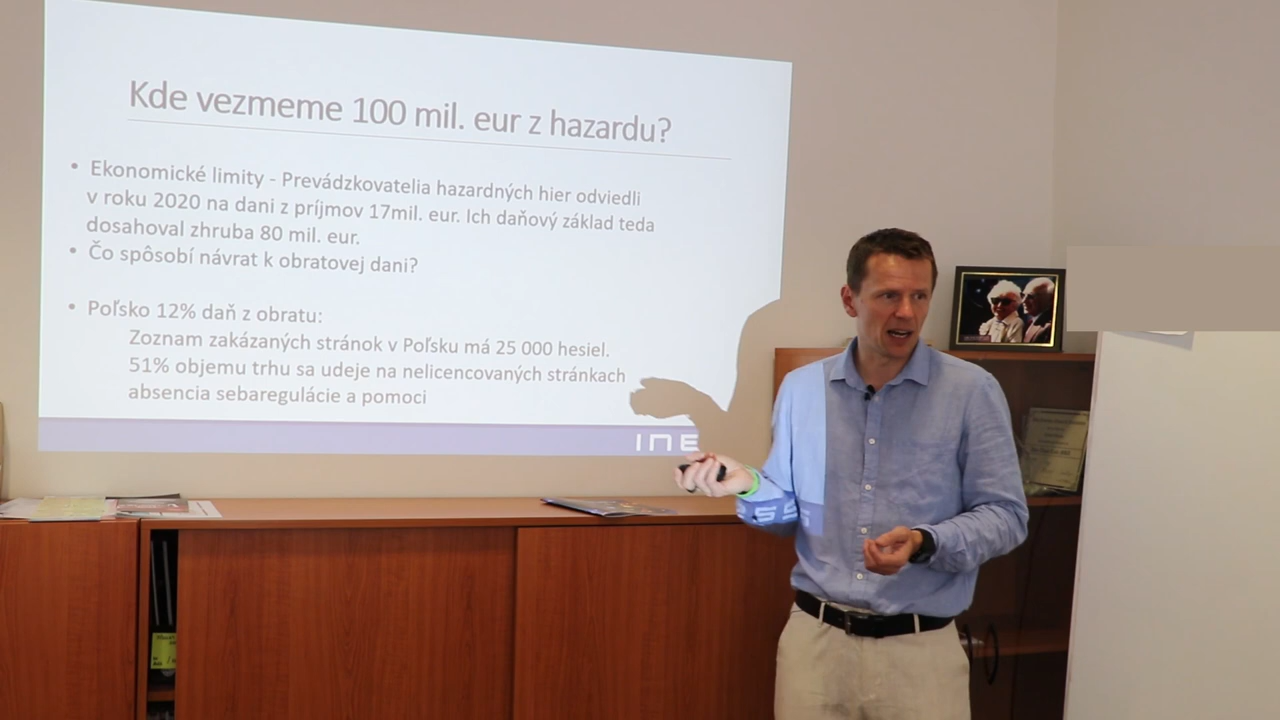 Kde vezmeme 100 mil. eur z hazardu?
• Ekonomické limity - Prevádzkovatelia hazardných hier odviedli
v roku 2020 na dani z príjmov 17mil. eur. Ich daňový základ teda
dosahoval zhruba 80 mil. eur.
• Čo spôsobí návrat k obratovej dani?
• Poľsko 12% daň z obratu:
Zoznam zakázaných stránok v Poľsku má 25 000 hesiel.
51% objemu trhu sa udeje na nelicencovaných stránkach
absencia sebaregulácie a pomoci
INE